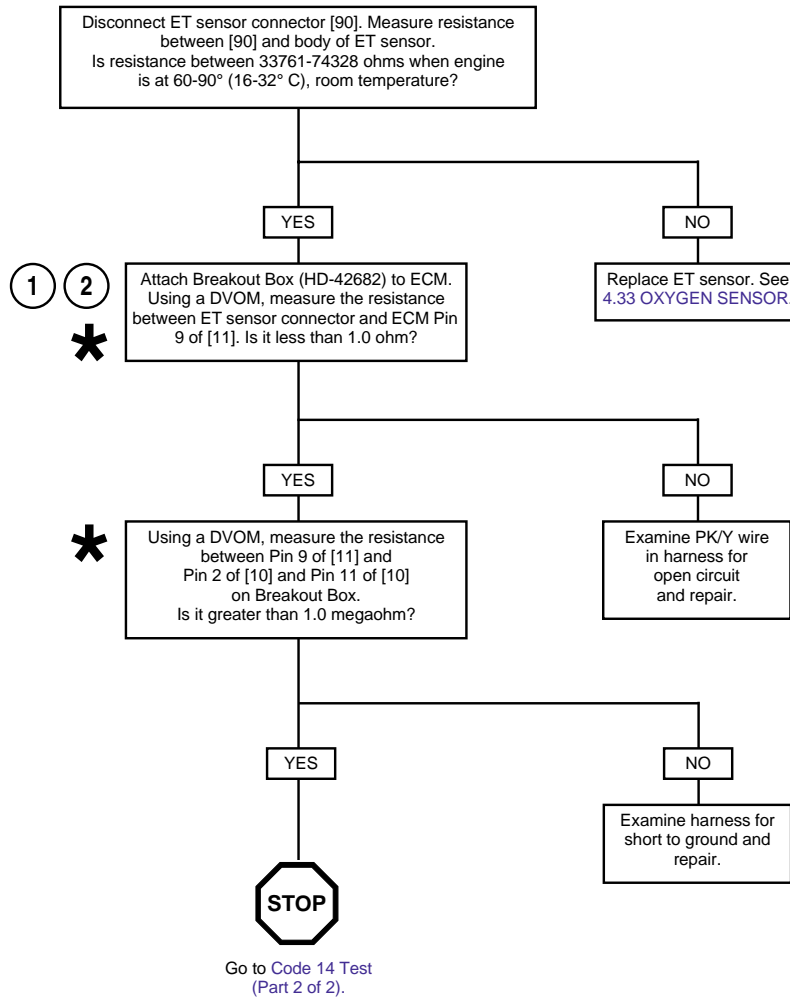 Disconnect ET sensor connector [90]. Measure resistance
between [90] and body of ET sensor.
Is resistance between 33761-74328 ohms when engine
is at 60-90° (16-32° C), room temperature?
YES
NO
1 2
Attach Breakout Box (HD-42682) to ECM.
Using a DVOM, measure the resistance
between ET sensor connector and ECM Pin
9 of [11]. Is it less than 1.0 ohm?
*
Replace ET sensor. See
4.33 OXYGEN SENSOR.
YES
NO
*
Using a DVOM, measure the resistance
between Pin 9 of [11] and
Pin 2 of [10] and Pin 11 of [10]
on Breakout Box.
Is it greater than 1.0 megaohm?
Examine PK/Y wire
in harness for
open circuit
and repair.
YES
NO
Examine harness for
short to ground and
repair.
STOP
Go to Code 14 Test
(Part 2 of 2).